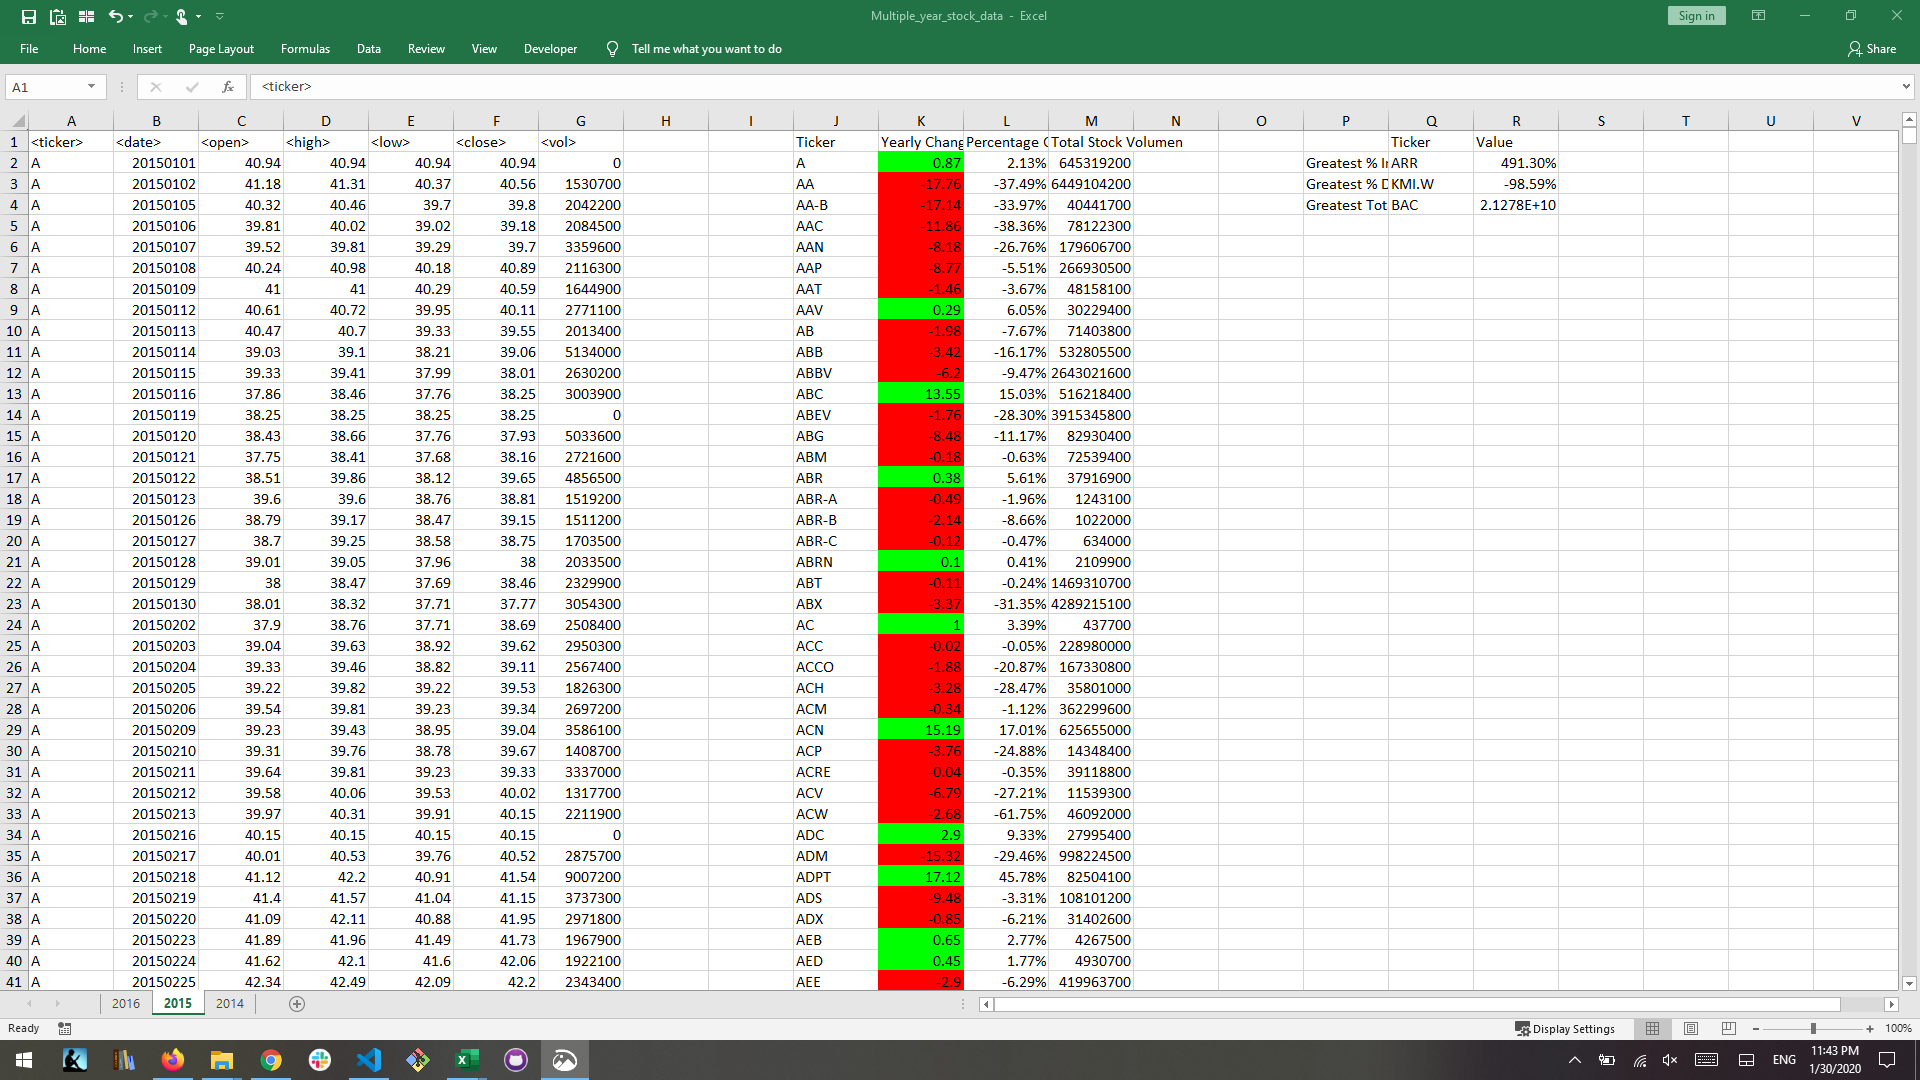 Multiple_year_stock_data - Excel
Sign in
File Home Insert Page Layout Formulas Data Review View Developer Tell me what you want to do Share
A1 fx <ticker>
A B C D E F G H I J K L M N O P Q R S T U V
1 <ticker> <date> <open> <high> <low> <close> <vol> Ticker Yearly Chang Percentage Total Stock Volumen Ticker Value
2 A 20150101 40.94 40.94 40.94 40.94 0 A 0.87 2.13% 645319200 Greatest % ARR 491.30%
3 A 20150102 41.18 41.31 40.37 40.56 1530700 AA -17.76 -37.49% 6449104200 Greatest % D KMI.W -98.59%
4 A 20150105 40.32 40.46 39.7 39.8 2042200 AA-B -17.14 -33.97% 40441700 Greatest Tot BAC 2.1278E+10
5 A 20150106 39.81 40.02 39.02 39.18 2084500 AAC -11.86 -38.36% 78122300
6 A 20150107 39.52 39.81 39.29 39.7 3359600 AAN -8.18 -26.76% 179606700
7 A 20150108 40.24 40.98 40.18 40.89 2116300 AAP -8.77 -5.51% 266930500
8 A 20150109 41 41 40.29 40.59 1644900 AAT -1.46 -3.67% 48158100
9 A 20150112 40.61 40.72 39.95 40.11 2771100 AAV 0.29 6.05% 30229400
10 A 20150113 40.47 40.7 39.33 39.55 2013400 AB -1.98 -7.67% 71403800
11 A 20150114 39.03 39.1 38.21 39.06 5134000 ABB -3.42 -16.17% 532805500
12 A 20150115 39.33 39.41 37.99 38.01 2630200 ABBV -6.2 -9.47% 2643021600
13 A 20150116 37.86 38.46 37.76 38.25 3003900 ABC 13.55 15.03% 516218400
14 A 20150119 38.25 38.25 38.25 38.25 0 ABEV -1.76 -28.30% 3915345800
15 A 20150120 38.43 38.66 37.76 37.93 5033600 ABG -8.48 -11.17% 82930400
16 A 20150121 37.75 38.41 37.68 38.16 2721600 ABM -0.18 -0.63% 72539400
17 A 20150122 38.51 39.86 38.12 39.65 4856500 ABR 0.38 5.61% 37916900
18 A 20150123 39.6 39.6 38.76 38.81 1519200 ABR-A -0.49 -1.96% 1243100
19 A 20150126 38.79 39.17 38.47 39.15 1511200 ABR-B -2.14 -8.66% 1022000
20 A 20150127 38.7 39.25 38.58 38.75 1703500 ABR-C -0.12 -0.47% 634000
21 A 20150128 39.01 39.05 37.96 38 2033500 ABRN 0.1 0.41% 2109900
22 A 20150129 38 38.47 37.69 38.46 2329900 ABT -0.11 -0.24% 1469310700
23 A 20150130 38.01 38.32 37.71 37.77 3054300 ABX -3.37 -31.35% 4289215100
24 A 20150202 37.9 38.76 37.71 38.69 2508400 AC 1 3.39% 437700
25 A 20150203 39.04 39.63 38.92 39.62 2950300 ACC -0.02 -0.05% 228980000
26 A 20150204 39.33 39.46 38.82 39.11 2567400 ACCO -1.88 -20.87% 167330800
27 A 20150205 39.22 39.82 39.22 39.53 1826300 ACH -3.28 -28.47% 35801000
28 A 20150206 39.54 39.81 39.23 39.34 2697200 ACM -0.34 -1.12% 362299600
29 A 20150209 39.23 39.43 38.95 39.04 3586100 ACN 15.19 17.01% 625655000
30 A 20150210 39.31 39.76 38.78 39.67 1408700 ACP -3.76 -24.88% 14348400
31 A 20150211 39.64 39.81 39.23 39.33 3337000 ACRE -0.04 -0.35% 39118800
32 A 20150212 39.58 40.06 39.53 40.02 1317700 ACV -6.79 -27.21% 11539300
33 A 20150213 39.97 40.31 39.91 40.15 2211900 ACW -2.68 -61.75% 46092000
34 A 20150216 40.15 40.15 40.15 40.15 0 ADC 2.9 9.33% 27995400
35 A 20150217 40.01 40.53 39.76 40.52 2875700 ADM -15.32 -29.46% 998224500
36 A 20150218 41.12 42.2 40.91 41.54 9007200 ADPT 17.12 45.78% 82504100
37 A 20150219 41.4 41.57 41.04 41.15 3737300 ADS -9.48 -3.31% 108101200
38 A 20150220 41.09 42.11 40.88 41.95 2971800 ADX -0.85 -6.21% 31402600
39 A 20150223 41.89 41.96 41.49 41.73 1967900 AEB 0.65 2.77% 4267500
40 A 20150224 41.62 42.1 41.6 42.06 1922100 AED 0.45 1.77% 4930700
41 A 20150225 42.34 42.49 42.09 42.2 2343400 AEE -2.9 -6.29% 419963700
2016 2015 2014
Ready Display Settings 100%
ENG 11:43 PM
1/30/2020